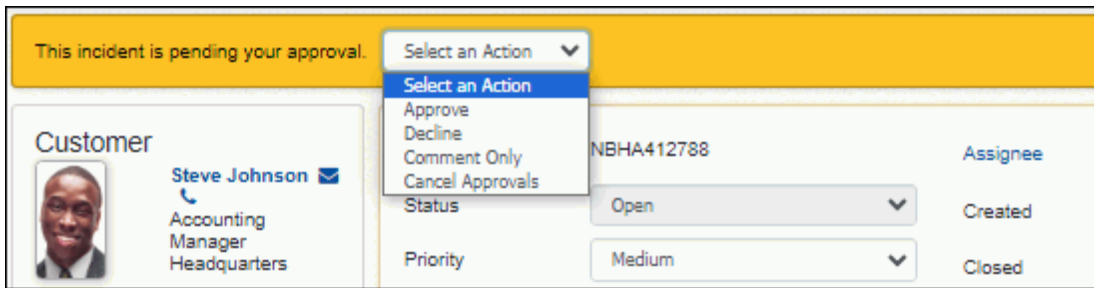 This incident is pending your approval.
Select an Action
Select an Action
Approve
Decline
Comment Only
Cancel Approvals
Customer
Steve Johnson
Accounting
Manager
Headquarters
NBHA412788
Assignee
Status
Open
Created
Priority
Medium
Closed